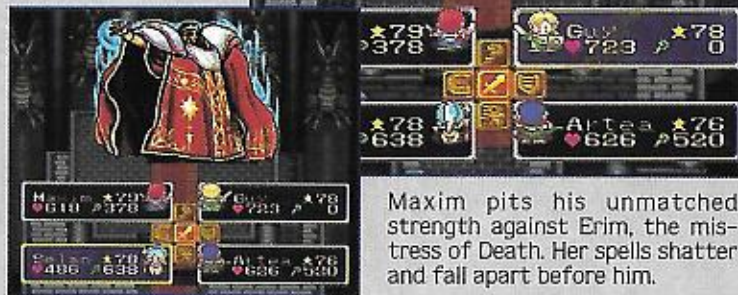 ★79 Guy ★78
378 ♥723 0
★78 Artea ★76
638 ♥626 520
★79 Guy ★78
♥618 378 ♥723 0
Selan ★78 Artea ★76
♥486 638 ♥626 520
Maxim pits his unmatched
strength against Erim, the mis-
tress of Death. Her spells shatter
and fall apart before him.